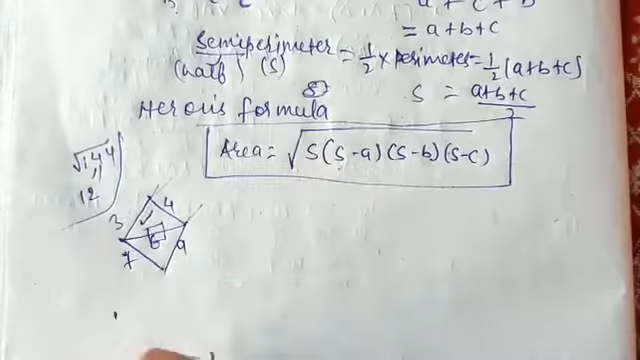 a + c + b
= a+b+c
Semiperimeter = 1/2 × perimeter = 1/2 (a+b+c)
(half) (S)
S = a+b+c / 2
Heron's formula
Area = √S(S-a)(S-b)(S-c)
√144
12
3 4
6
7 9